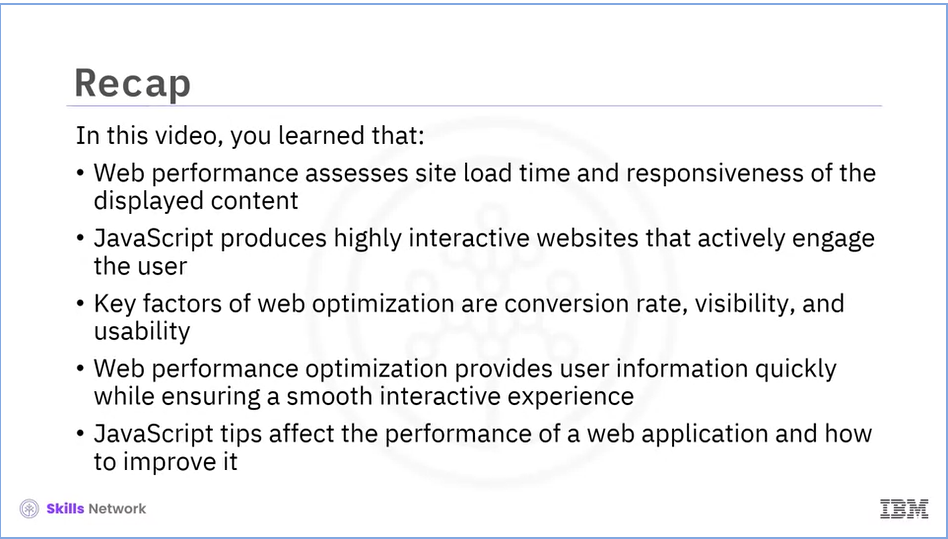 Recap
In this video, you learned that:
• Web performance assesses site load time and responsiveness of the
displayed content
• JavaScript produces highly interactive websites that actively engage
the user
• Key factors of web optimization are conversion rate, visibility, and
usability
• Web performance optimization provides user information quickly
while ensuring a smooth interactive experience
• JavaScript tips affect the performance of a web application and how
to improve it
Skills Network
IBM